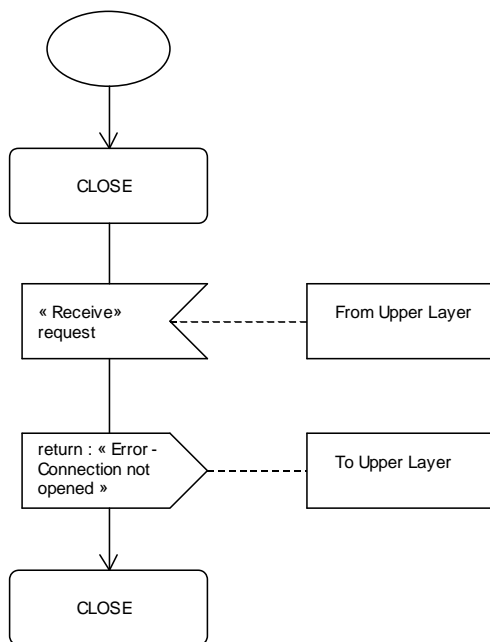 CLOSE
« Receive»
request
From Upper Layer
return : « Error -
Connection not
opened »
To Upper Layer
CLOSE